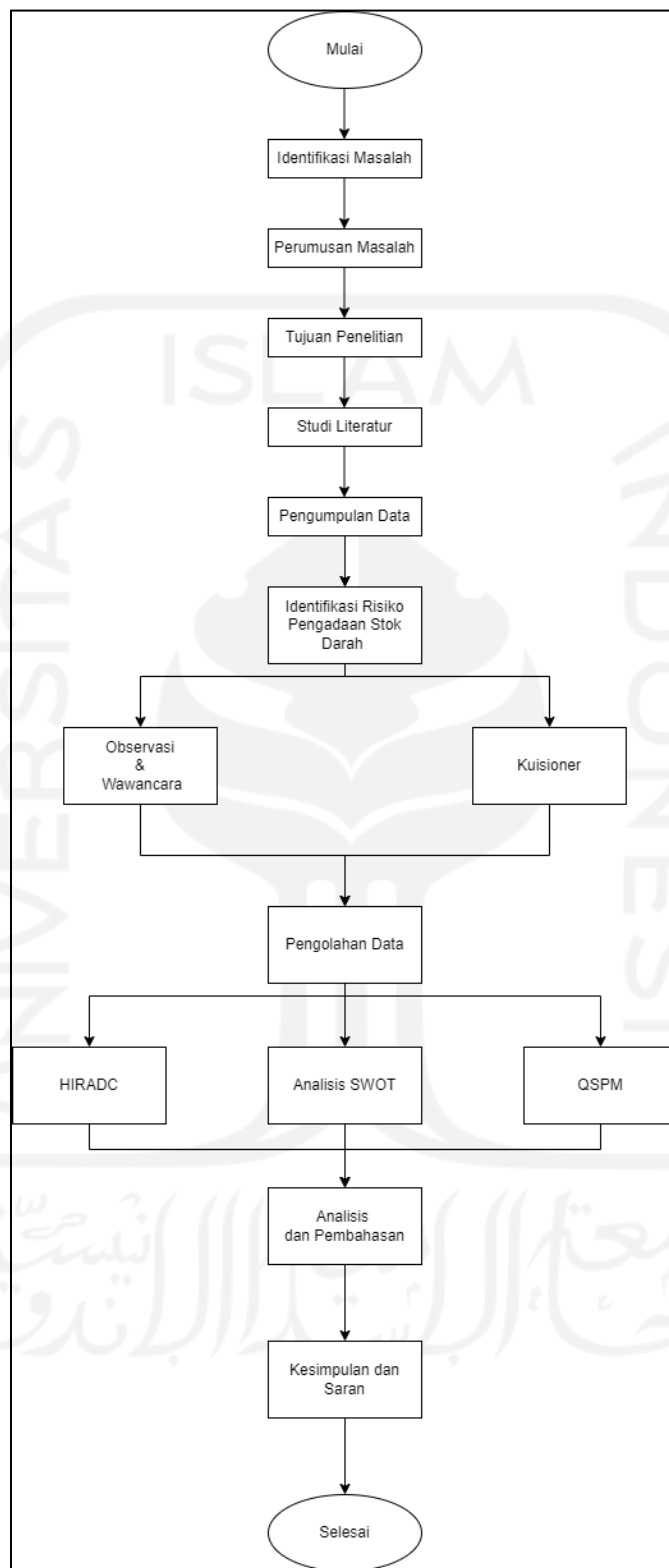 Mulai
Identifikasi Masalah
Perumusan Masalah
Tujuan Penelitian
Studi Literatur
Pengumpulan Data
Identifikasi Risiko
Pengadaan Stok
Darah
Observasi
&
Wawancara
Kuisioner
Pengolahan Data
HIRADC
Analisis SWOT
QSPM
Analisis
dan Pembahasan
Kesimpulan dan
Saran
Selesai
ISLAM